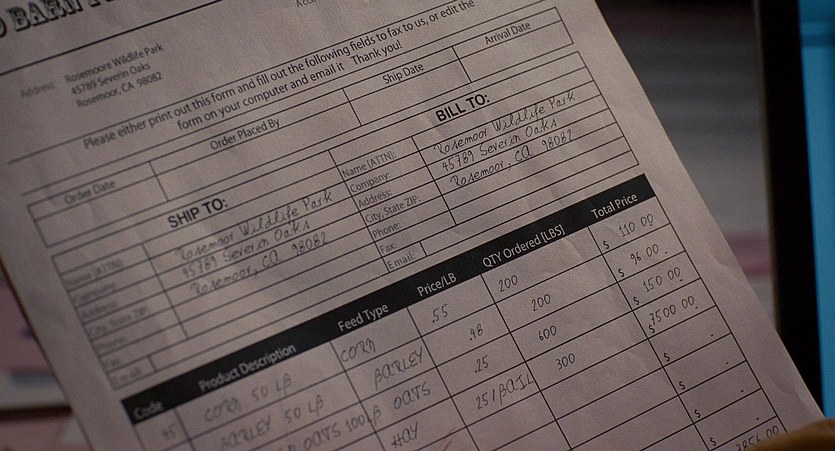 BARN
Address: Rosemoore Wildlife Park
45789 Severin Oaks
Rosemoor, CA 98082
Please either print out this form and fill out the following fields to fax to us, or edit the
form on your computer and email it Thank you!
Order Date Order Placed By Ship Date Arrival Date
SHIP TO: BILL TO:
Name (ATTN): Rosemoor Wildlife Park Name (ATTN): Rosemoor Wildlife Park
Company: 45789 Severin Oaks Company: 45789 Severin Oaks
Address: Rosemoor, CA 98082 Address: Rosemoor, CA 98082
City, State ZIP: City, State ZIP:
Phone: Phone:
Fax: Fax:
Email: Email:
Code Product Description Feed Type Price/LB QTY Ordered [LBS] Total Price
CORN 50 LB CORN .55 200 $ 110 00
BARLEY 50 LB BARLEY .48 200 $ 96 00
OATS 100LB OATS .25 600 $ 150 00
HAY 25/BAIL 300 $ 7500 00
$ -
$ -
$ -
7856 00